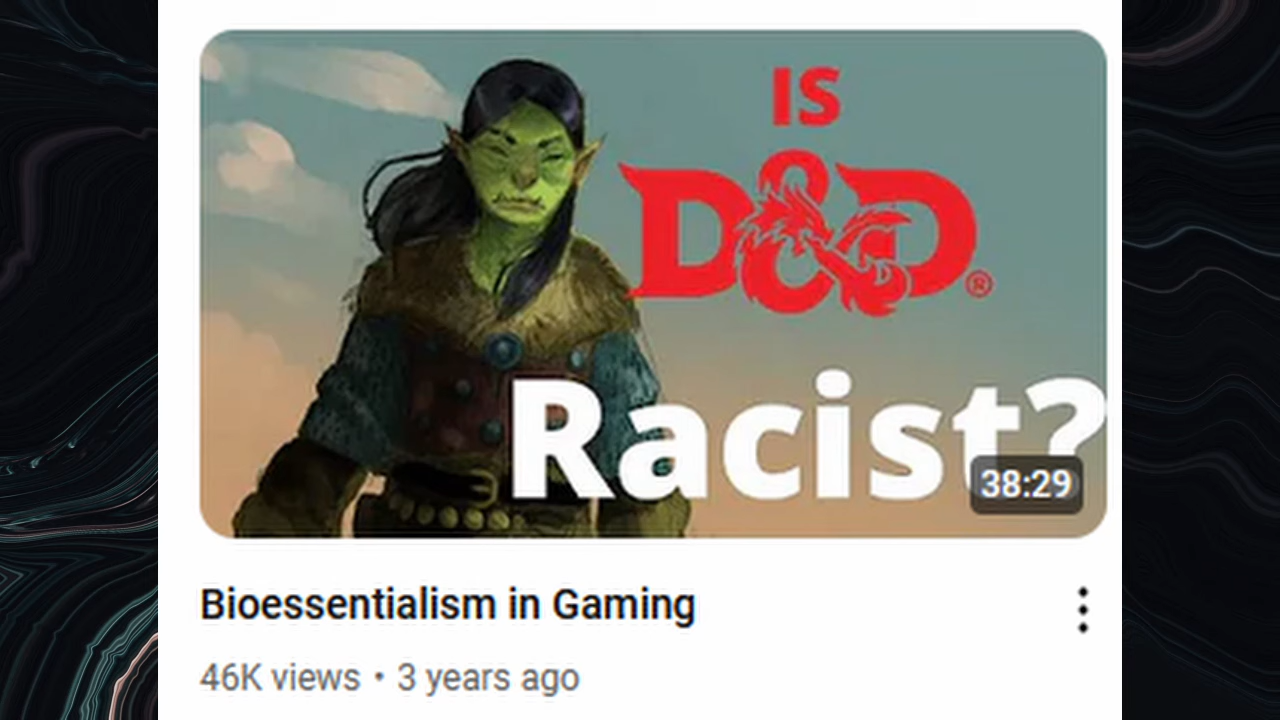 IS
D&D®
Racist?
38:29
Bioessentialism in Gaming
46K views • 3 years ago